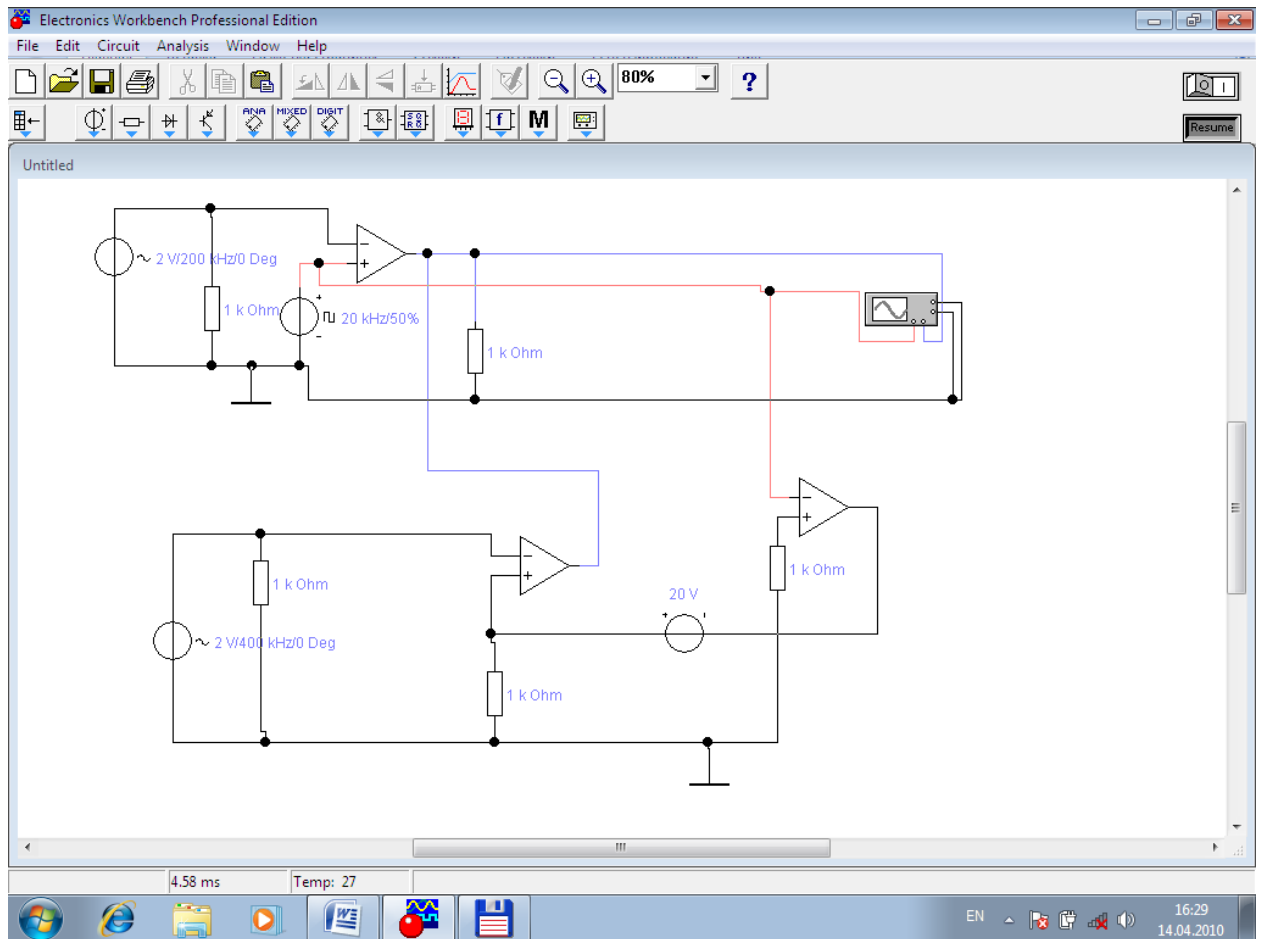 Electronics Workbench Professional Edition
File Edit Circuit Analysis Window Help
80%
?
ANA MIXED DIGIT
M
Resume
Untitled
2 V/200 kHz/0 Deg
1 k Ohm
20 kHz/50%
1 k Ohm
1 k Ohm
1 k Ohm
20 V
2 V/400 kHz/0 Deg
1 k Ohm
4.58 ms Temp: 27
EN 16:29
14.04.2010